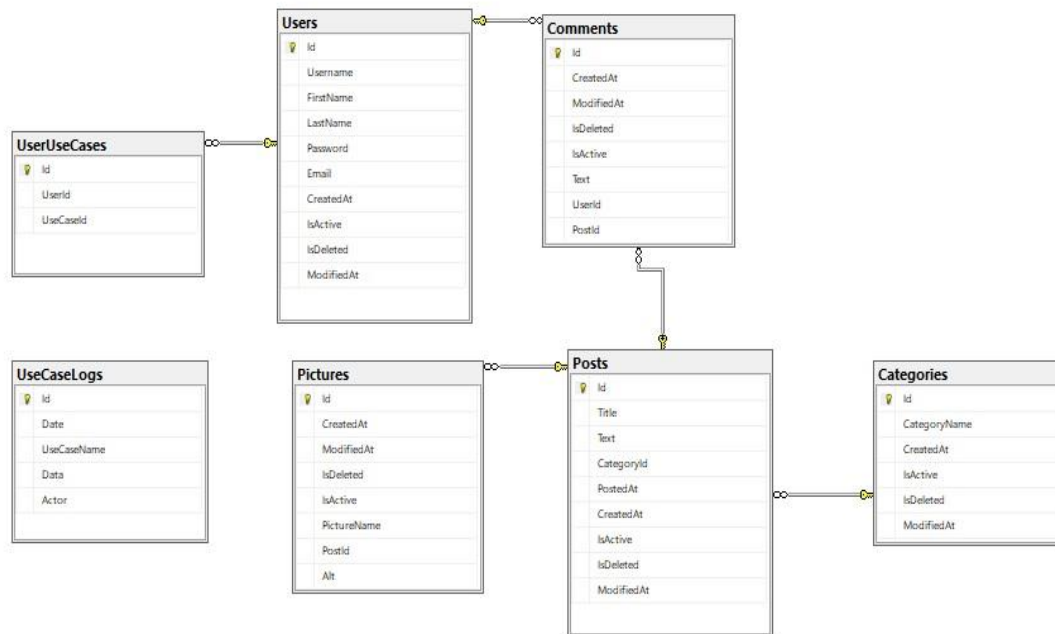 Users
Id
Username
FirstName
LastName
Password
Email
CreatedAt
IsActive
IsDeleted
ModifiedAt
Comments
Id
CreatedAt
ModifiedAt
IsDeleted
IsActive
Text
UserId
PostId
UserUseCases
Id
UserId
UseCaseId
UseCaseLogs
Id
Date
UseCaseName
Data
Actor
Pictures
Id
CreatedAt
ModifiedAt
IsDeleted
IsActive
PictureName
PostId
Alt
Posts
Id
Title
Text
CategoryId
PostedAt
CreatedAt
IsActive
IsDeleted
ModifiedAt
Categories
Id
CategoryName
CreatedAt
IsActive
IsDeleted
ModifiedAt